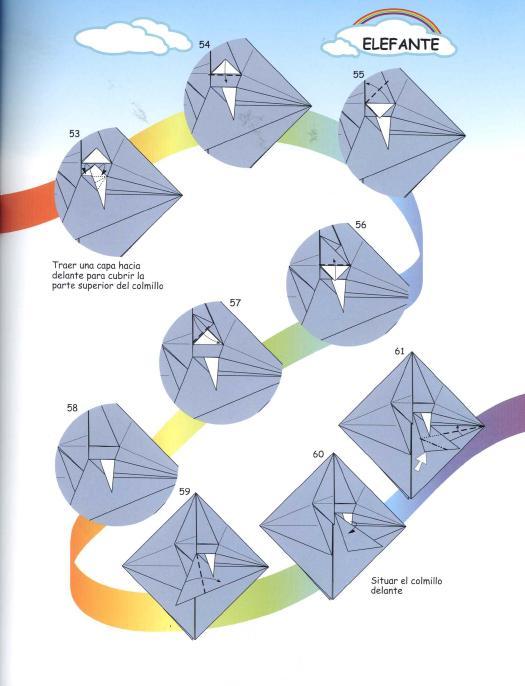 ELEFANTE
54
55
53
Traer una capa hacia
delante para cubrir la
parte superior del colmillo
56
57
61
58
60
59
Situar el colmillo
delante